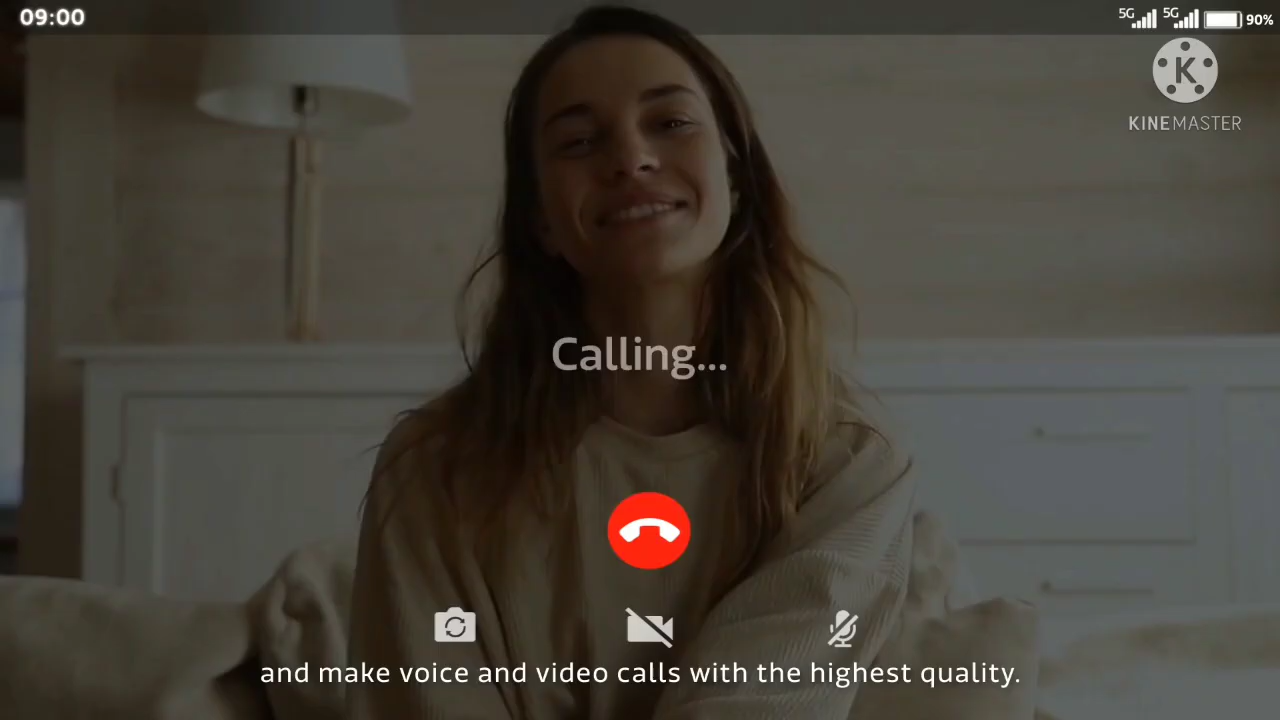 09:00
5G 5G 90%
K
KINEMASTER
Calling...
and make voice and video calls with the highest quality.